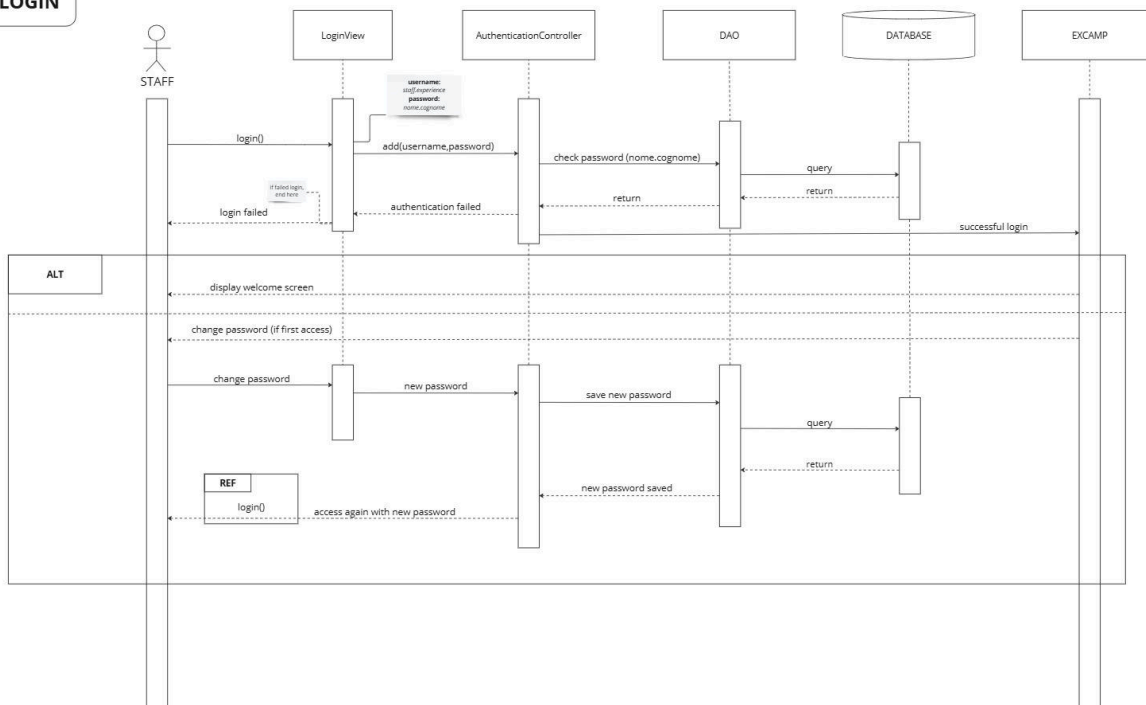 LOGIN
STAFF
LoginView
AuthenticationController
DAO
DATABASE
EXCAMP
username:
staff.experience
password:
nome.cognome
login()
add(username,password)
check password (nome.cognome)
query
return
return
authentication failed
if failed login,
end here
login failed
successful login
ALT
display welcome screen
change password (if first access)
change password
new password
save new password
query
return
new password saved
REF
login()
access again with new password